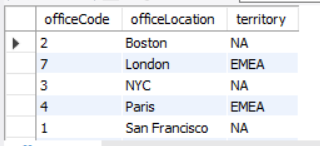 officeCode officeLocation territory
2 Boston NA
7 London EMEA
3 NYC NA
4 Paris EMEA
1 San Francisco NA